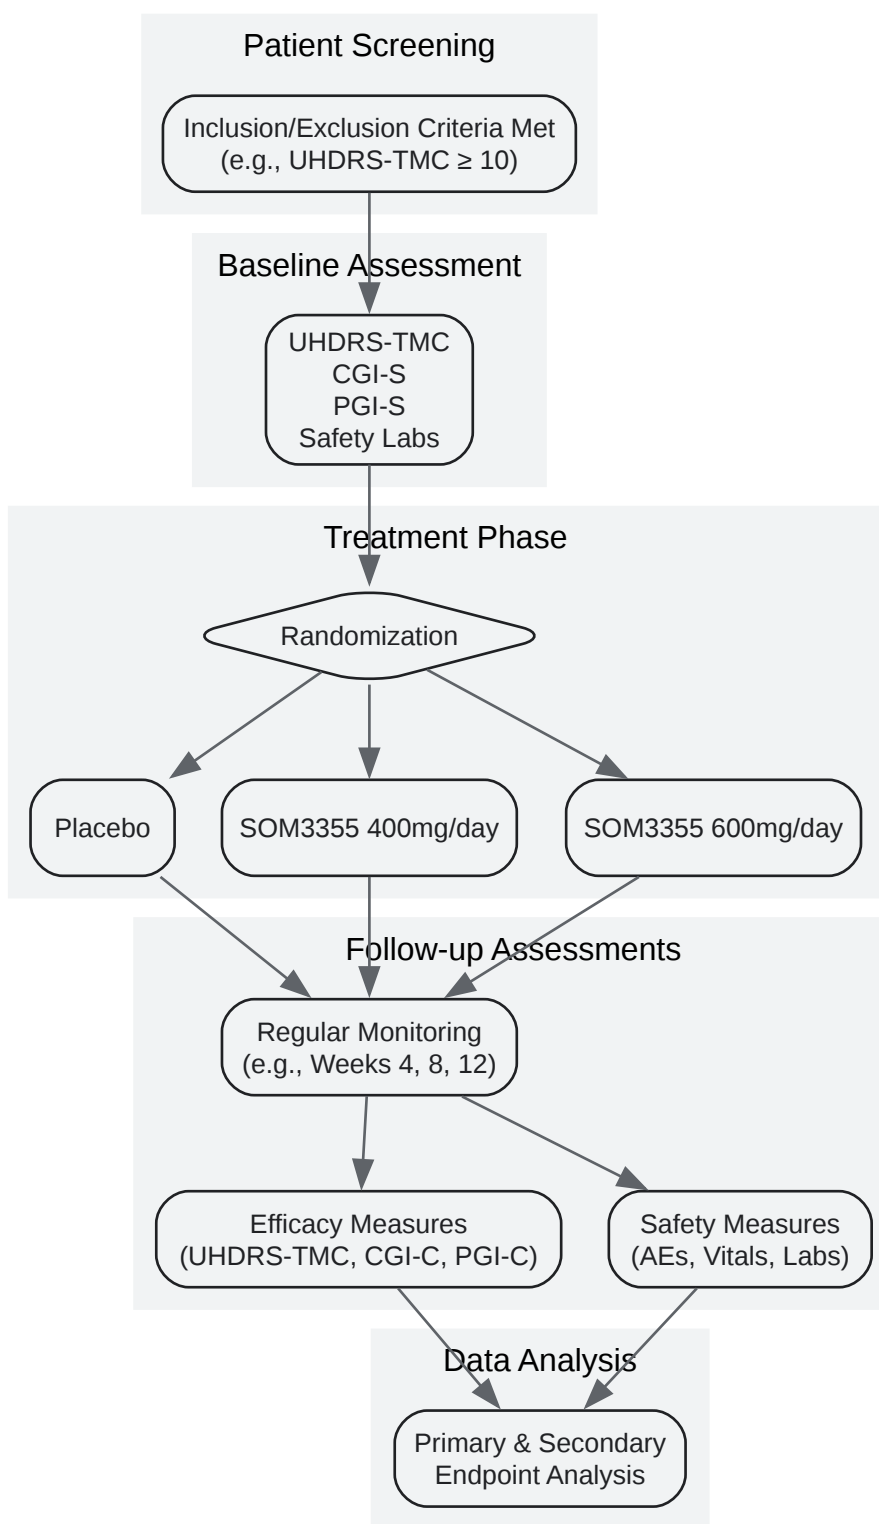 Patient Screening
Inclusion/Exclusion Criteria Met
(e.g., UHDRS-TMC ≥ 10)
Baseline Assessment
UHDRS-TMC
CGI-S
PGI-S
Safety Labs
Treatment Phase
Randomization
Placebo
SOM3355 400mg/day
SOM3355 600mg/day
Follow-up Assessments
Regular Monitoring
(e.g., Weeks 4, 8, 12)
Efficacy Measures
(UHDRS-TMC, CGI-C, PGI-C)
Safety Measures
(AEs, Vitals, Labs)
Data Analysis
Primary & Secondary
Endpoint Analysis